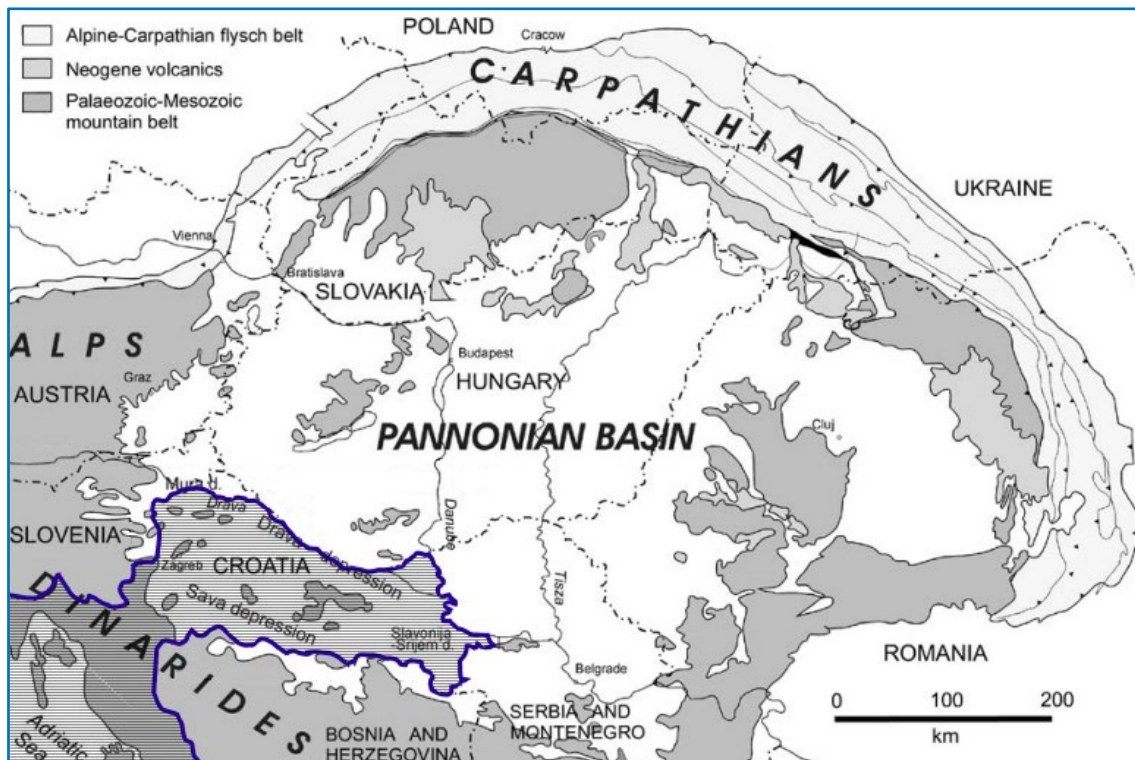 Alpine-Carpathian flysch belt
Neogene volcanics
Palaeozoic-Mesozoic
mountain belt
POLAND
Cracow
CARPATHIANS
UKRAINE
Vienna
Bratislava
SLOVAKIA
ALPS
AUSTRIA
Graz
Budapest
HUNGARY
PANNONIAN BASIN
Cluj
Mura d.
Drava
Drava depression
Danube
Tisza
SLOVENIA
Zagreb
CROATIA
Sava depression
Slavonija
-Srijem d.
Belgrade
DINARIDES
ROMANIA
SERBIA AND
MONTENEGRO
BOSNIA AND
HERZEGOVINA
Adriatic
Sea
0 100 200
km